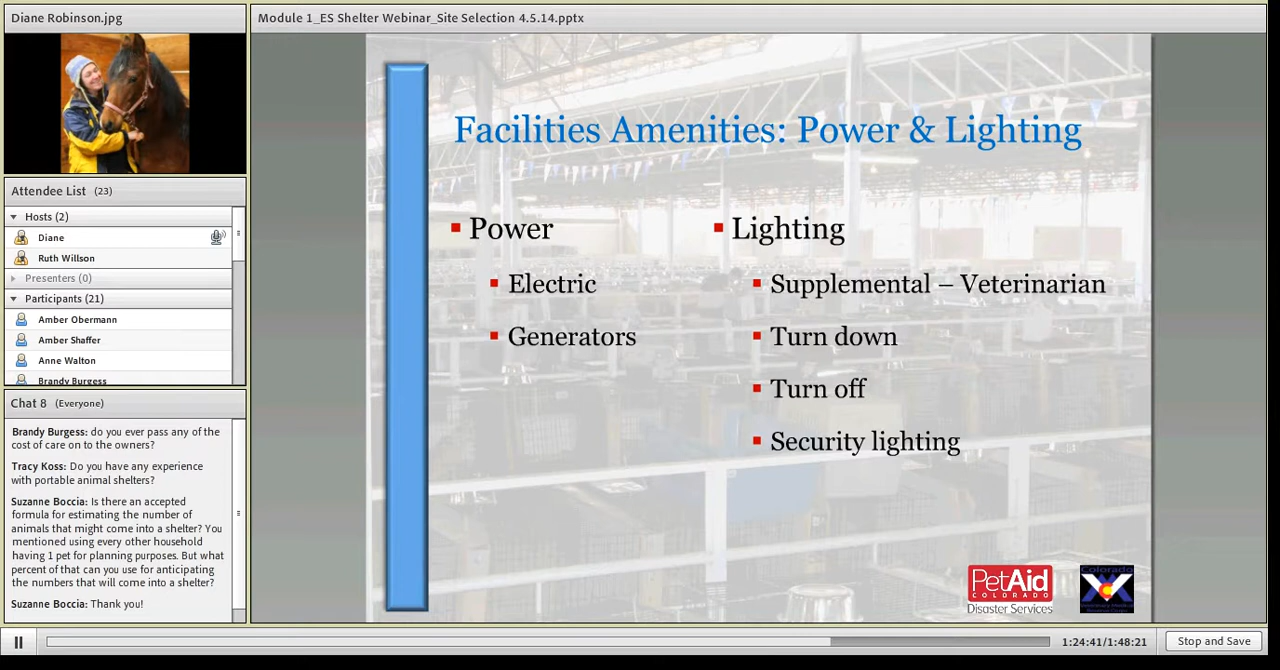 Diane Robinson.jpg
Attendee List (23)
Hosts (2)
Diane
Ruth Willson
Presenters (0)
Participants (21)
Amber Obermann
Amber Shaffer
Anne Walton
Brandy Burgess
Chat 8 (Everyone)
Brandy Burgess: do you ever pass any of the
cost of care on to the owners?
Tracy Koss: Do you have any experience
with portable animal shelters?
Suzanne Boccia: Is there an accepted
formula for estimating the number of
animals that might come into a shelter? You
mentioned using every other household
having 1 pet for planning purposes. But what
percent of that can you use for anticipating
the numbers that will come into a shelter?
Suzanne Boccia: Thank you!
Module 1_ES Shelter Webinar_Site Selection 4.5.14.pptx
Facilities Amenities: Power & Lighting
Power
Electric
Generators
Lighting
Supplemental – Veterinarian
Turn down
Turn off
Security lighting
PetAid
COLORADO
Disaster Services
Colorado
1:24:41/1:48:21
Stop and Save